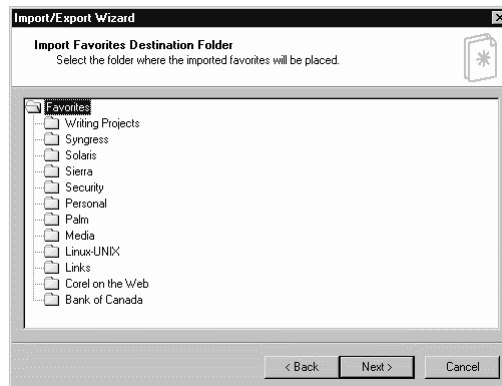 Import/Export Wizard
Import Favorites Destination Folder
Select the folder where the imported favorites will be placed.
Favorites
Writing Projects
Syngress
Solaris
Sierra
Security
Personal
Palm
Media
Linux-UNIX
Links
Corel on the Web
Bank of Canada
< Back Next > Cancel